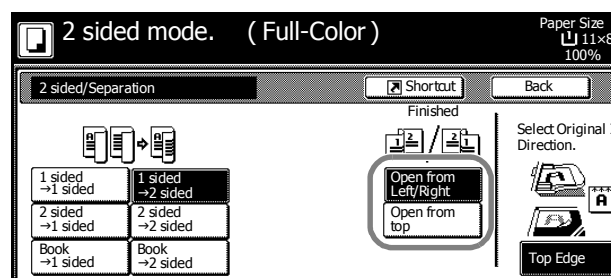 2 sided mode. ( Full-Color )
Paper Size
11×8
100%
2 sided/Separation
Shortcut
Back
Finished
Select Original
Direction.
1 sided
→1 sided
1 sided
→2 sided
2 sided
→1 sided
2 sided
→2 sided
Book
→1 sided
Book
→2 sided
Open from
Left/Right
Open from
top
Top Edge